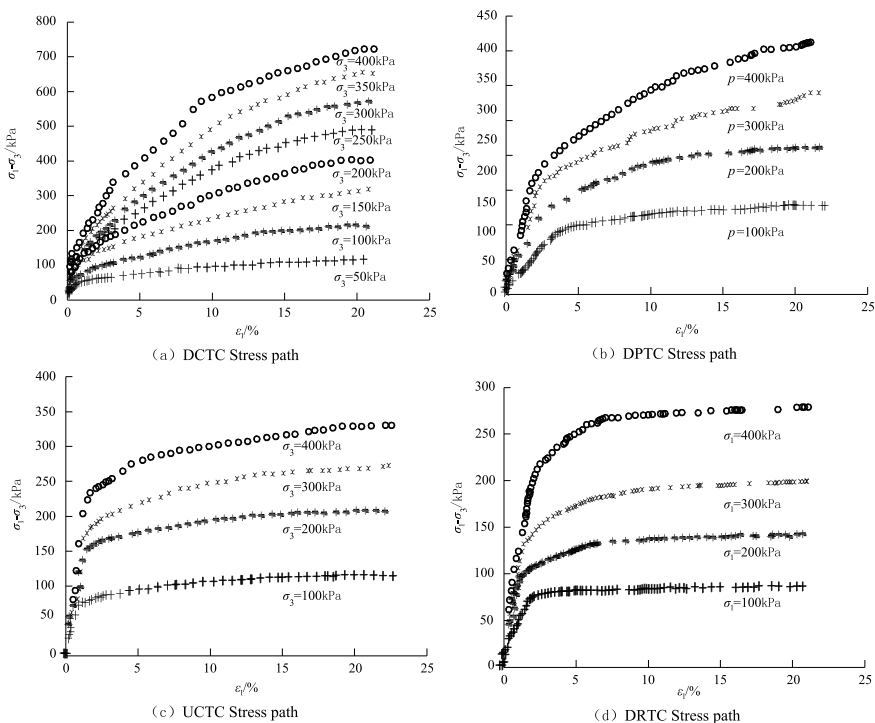 800
700
600
500
400
300
200
100
0
σ₁-σ₃/kPa
σ₃=400kPa
σ₃=350kPa
σ₃=300kPa
σ₃=250kPa
σ₃=200kPa
σ₃=150kPa
σ₃=100kPa
σ₃=50kPa
0 5 10 15 20 25
ε₁/%
(a) DCTC Stress path
450
400
350
300
250
200
150
100
50
0
σ₁-σ₃/kPa
p=400kPa
p=300kPa
p=200kPa
p=100kPa
0 5 10 15 20 25
ε₁/%
(b) DPTC Stress path
400
350
300
250
200
150
100
50
0
σ₁-σ₃/kPa
σ₃=400kPa
σ₃=300kPa
σ₃=200kPa
σ₃=100kPa
0 5 10 15 20 25
ε₁/%
(c) UCTC Stress path
300
250
200
150
100
50
0
σ₁-σ₃/kPa
σ₁=400kPa
σ₁=300kPa
σ₁=200kPa
σ₁=100kPa
0 5 10 15 20 25
ε₁/%
(d) DRTC Stress path